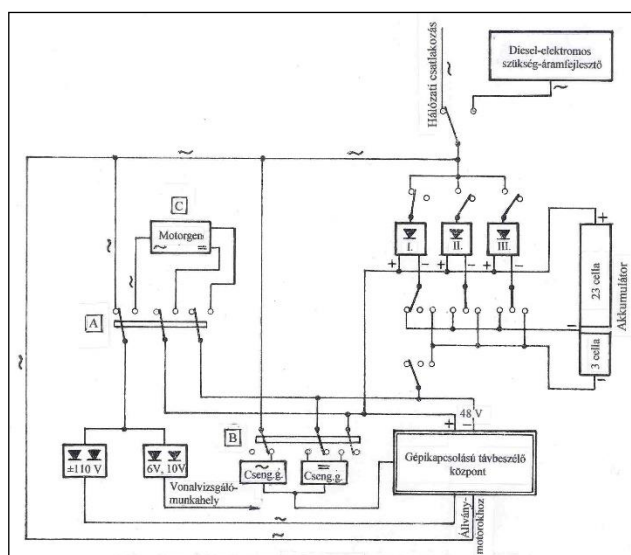 Diesel-elektromos
szükség-áramfejlesztő
Hálózati csatlakozás
~
~
~
~
C
Motorgen
~ =
~
~
I.
II.
III.
+ −
+ −
+ −
+
23 cella
−
3 cella
−
Akkumulátor
A
~
48 V
+ −
B
±110 V
6V, 10V
~
Cseng.g.
=
Cseng.g.
Gépikapcsolású távbeszélő
központ
Vonalvizsgáló-
munkahely
~
~
Állvány-
motorokhoz